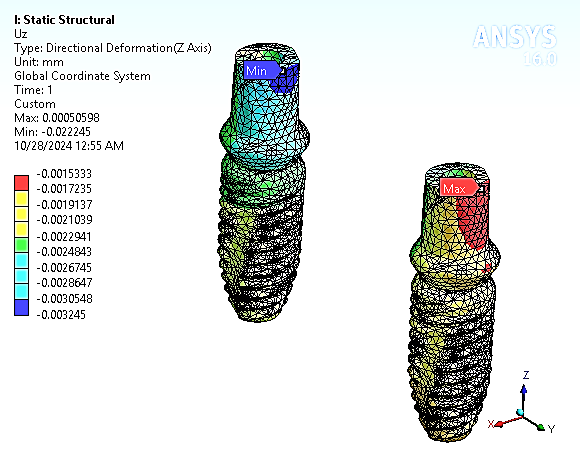 I: Static Structural
Uz
Type: Directional Deformation(Z Axis)
Unit: mm
Global Coordinate System
Time: 1
Custom
Max: 0.00050598
Min: -0.022245
10/28/2024 12:55 AM
-0.0015333
-0.0017235
-0.0019137
-0.0021039
-0.0022941
-0.0024843
-0.0026745
-0.0028647
-0.0030548
-0.003245
ANSYS
16.0
Min
Max
Z
X
Y